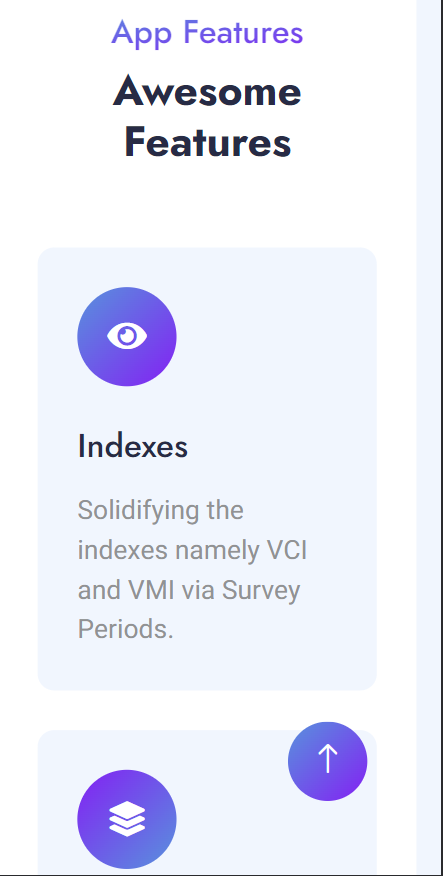 App Features
Awesome
Features
Indexes
Solidifying the
indexes namely VCI
and VMI via Survey
Periods.